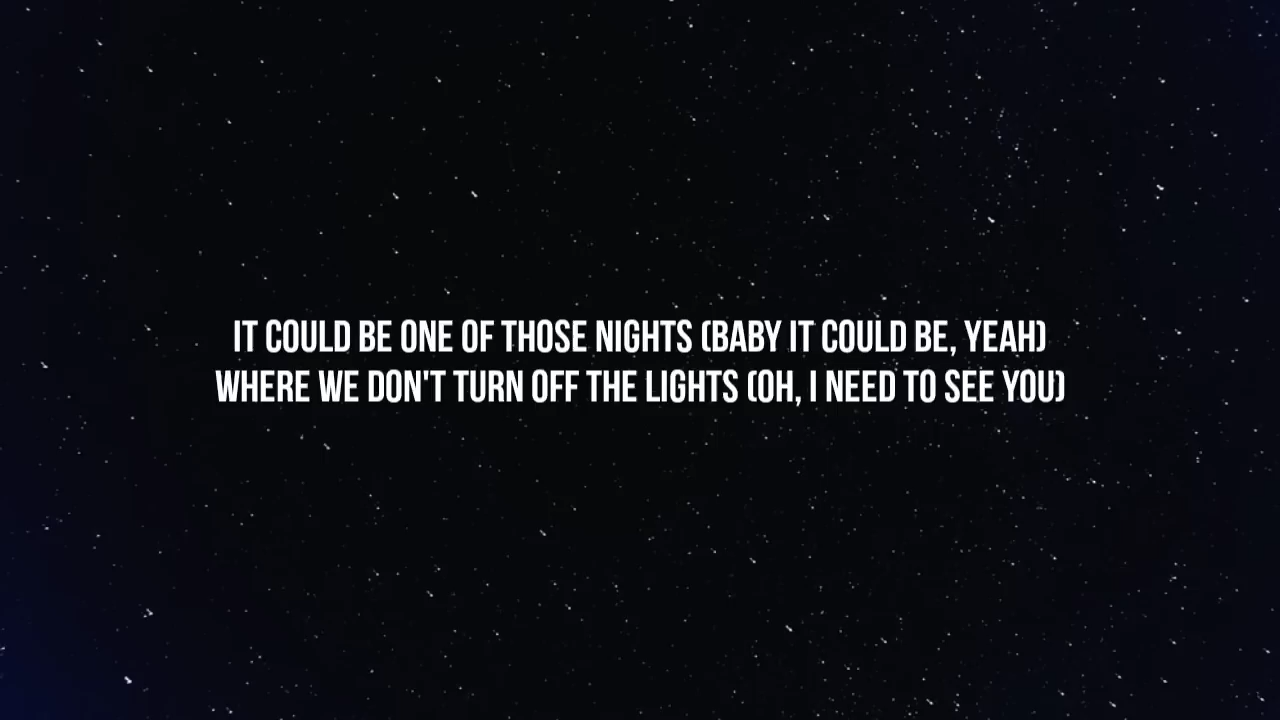 IT COULD BE ONE OF THOSE NIGHTS (BABY IT COULD BE, YEAH)
WHERE WE DON'T TURN OFF THE LIGHTS (OH, I NEED TO SEE YOU)